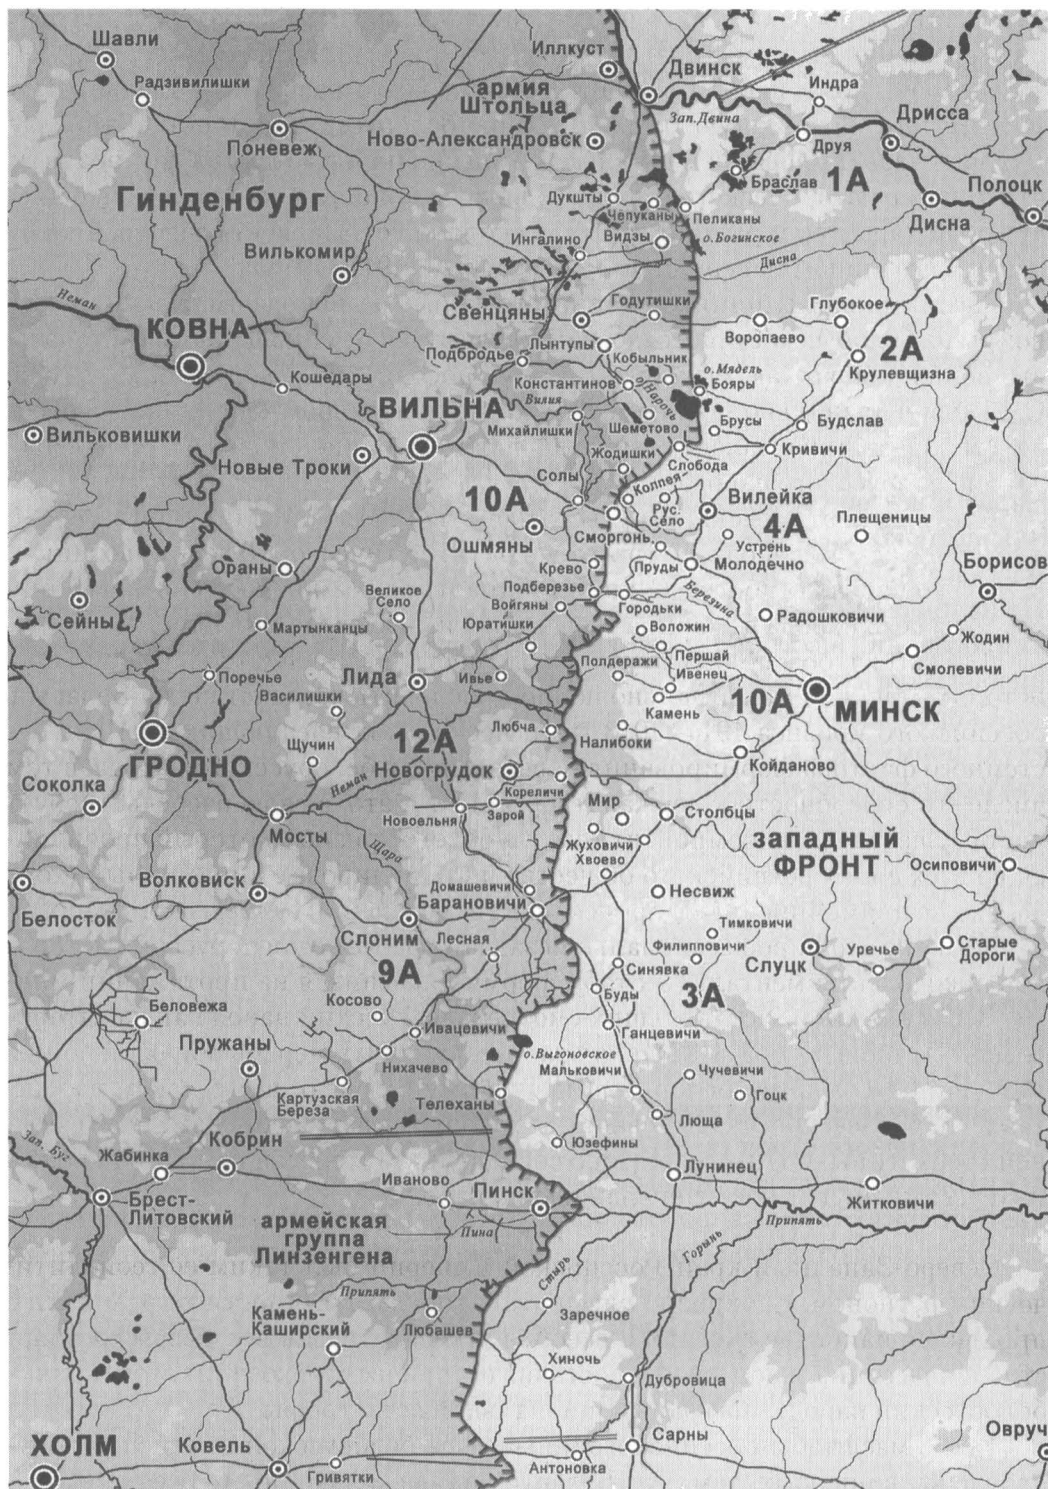 Шавли
Радзивилишки
Поневеж
Иллкуст
армия
Штольца
Ново-Александровск
Двинск
Зап.Двина
Индра
Дрисса
Друя
Браслав
1А
Полоцк
Дисна
Гинденбург
Вилькомир
Дукшты
Чепуканы
Пеликаны
Ингалино
Видзы
о.Богинское
Дисна
Неман
КОВНА
Свенцяны
Годутишки
Глубокое
Воропаево
2А
Крулевщизна
Подбродье
Лынтупы
Кобыльник
о.Мядель
Бояры
Кошедары
Константинов
о.Нарочь
Вилия
ВИЛЬНА
Михайлишки
Шеметово
Брусы
Будслав
Вильковишки
Новые Троки
Жодишки
Слобода
Кривичи
Солы
Колпея
10А
Рус.
Село
Вилейка
4А
Плещеницы
Ошмяны
Сморгонь
Устрень
Ораны
Крево
Пруды
Молодечно
Борисов
Сейны
Великое
Село
Подберезье
Березина
Войгяны
Городьки
Радошковичи
Мартынканцы
Юратишки
Воложин
Жодин
Першай
Смолевичи
Поречье
Лида
Ивье
Полдеражи
Ивенец
Василишки
Камень
10А
МИНСК
ГРОДНО
Щучин
12А
Любча
Налибоки
Койданово
Соколка
Новогрудок
Неман
Кореличи
Мир
Столбцы
Мосты
Новоельня
Зарой
Жуховичи
Хвоево
ЗАПАДНЫЙ
ФРОНТ
Осиповичи
Щара
Волковиск
Домашевичи
Барановичи
Несвиж
Белосток
Слоним
Лесная
Тимковичи
Филипповичи
Слуцк
Уречье
Старые
Дороги
9А
Синявка
3А
Буды
Беловежа
Косово
Ивацевичи
Ганцевичи
Пружаны
Нихачево
о.Выгоновское
Мальковичи
Чучевичи
Картузская
Береза
Телеханы
Гоцк
Люща
Зап. Буг
Юзефины
Жабинка
Кобрин
Лунинец
Иваново
Пинск
Житковичи
Брест-
Литовский
армейская
группа
Линзенгена
Пина
Припять
Горынь
Стырь
Припять
Заречное
Камень-
Каширский
Любашев
Хиночь
Дубровица
ХОЛМ
Ковель
Сарны
Овруч
Гривятки
Антоновка